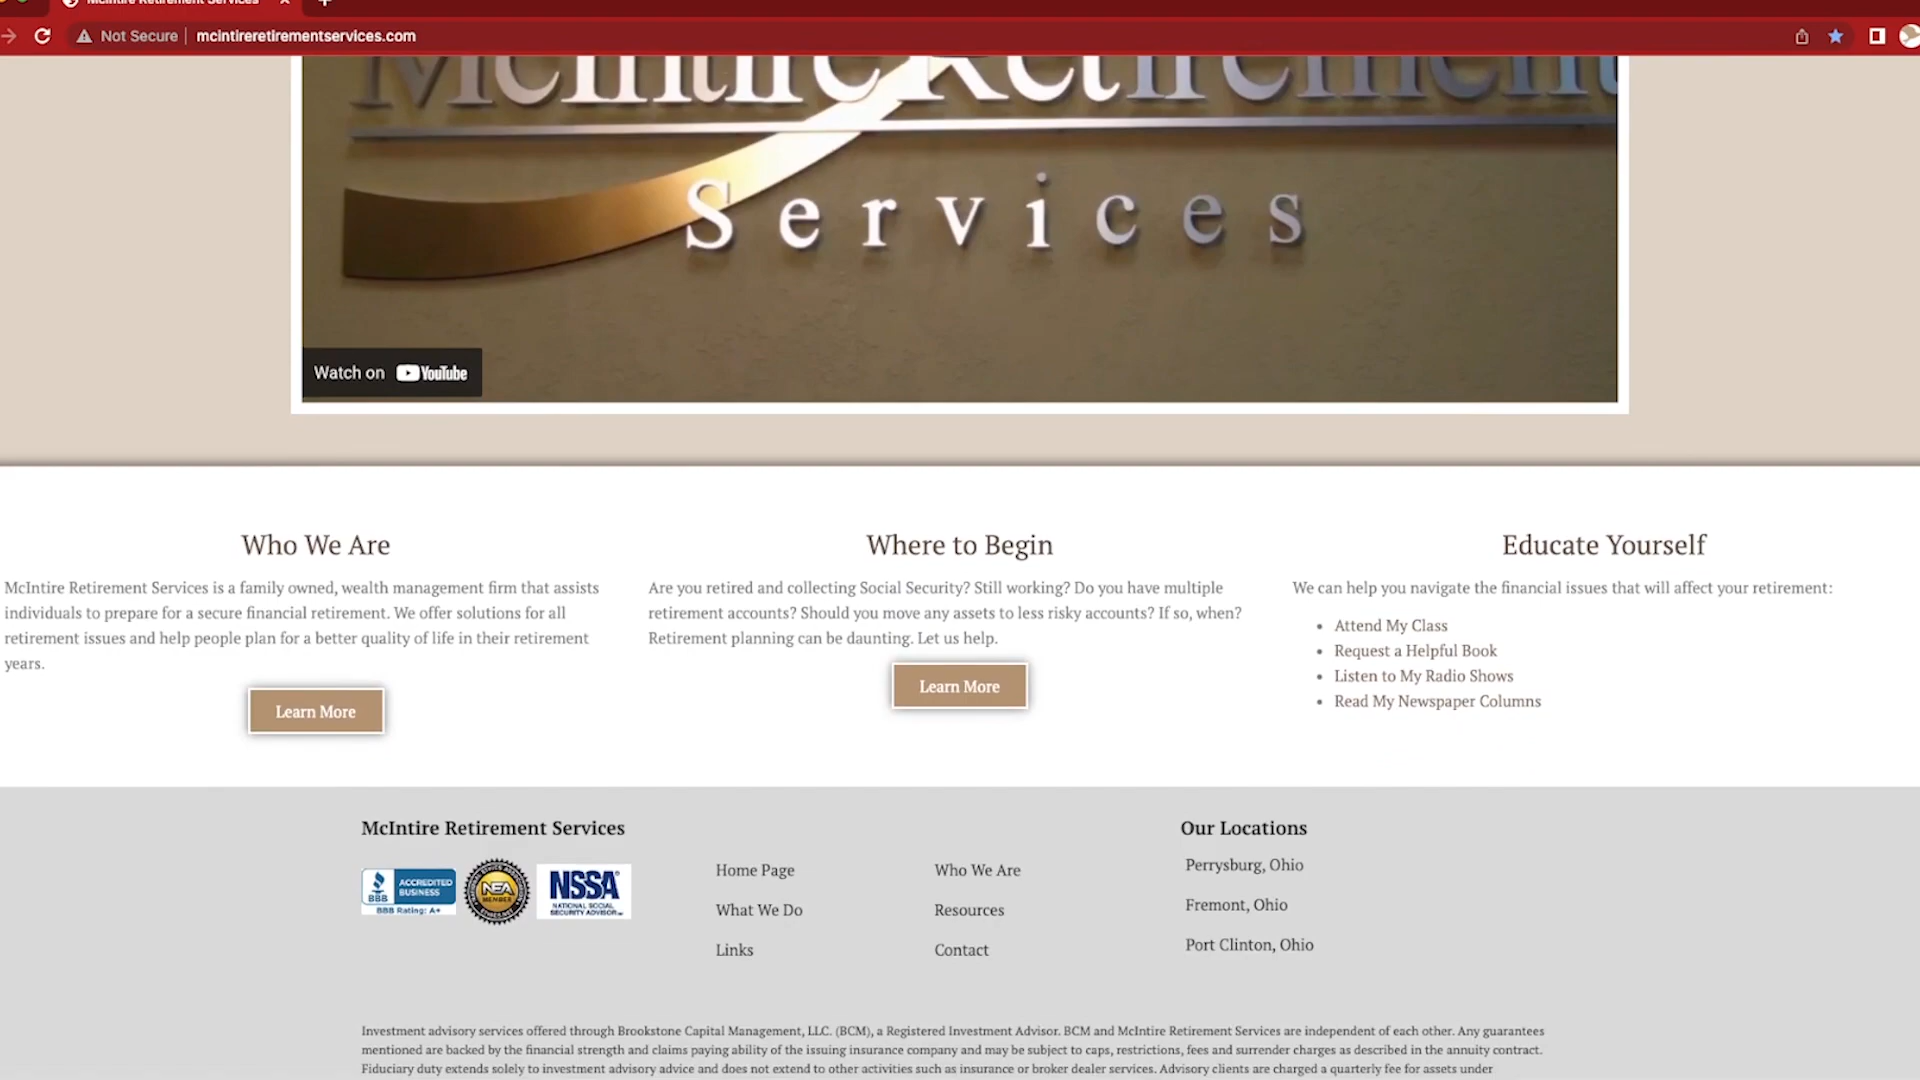 McIntire Retirement Services
Not Secure
mcintireretirementservices.com
McIntire Retirement
Services
Watch on YouTube
Who We Are
McIntire Retirement Services is a family owned, wealth management firm that assists
individuals to prepare for a secure financial retirement. We offer solutions for all
retirement issues and help people plan for a better quality of life in their retirement
years.
Learn More
Where to Begin
Are you retired and collecting Social Security? Still working? Do you have multiple
retirement accounts? Should you move any assets to less risky accounts? If so, when?
Retirement planning can be daunting. Let us help.
Learn More
Educate Yourself
We can help you navigate the financial issues that will affect your retirement:
• Attend My Class
• Request a Helpful Book
• Listen to My Radio Shows
• Read My Newspaper Columns
McIntire Retirement Services
BBB
ACCREDITED
BUSINESS
BBB Rating: A+
NEA
MEMBER
NSSA
NATIONAL SOCIAL
SECURITY ADVISOR
Home Page
What We Do
Links
Who We Are
Resources
Contact
Our Locations
Perrysburg, Ohio
Fremont, Ohio
Port Clinton, Ohio
Investment advisory services offered through Brookstone Capital Management, LLC. (BCM), a Registered Investment Advisor. BCM and McIntire Retirement Services are independent of each other. Any guarantees
mentioned are backed by the financial strength and claims paying ability of the issuing insurance company and may be subject to caps, restrictions, fees and surrender charges as described in the annuity contract.
Fiduciary duty extends solely to investment advisory advice and does not extend to other activities such as insurance or broker dealer services. Advisory clients are charged a quarterly fee for assets under